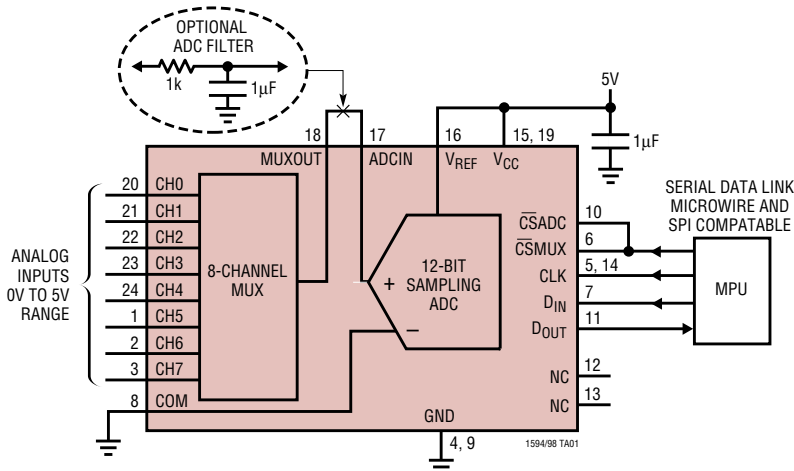 OPTIONAL
ADC FILTER
1k
1µF
5V
18
17
16
15, 19
1µF
MUXOUT
ADCIN
VREF
VCC
SERIAL DATA LINK
MICROWIRE AND
SPI COMPATABLE
ANALOG
INPUTS
0V TO 5V
RANGE
20 CH0
21 CH1
22 CH2
23 CH3
24 CH4
1 CH5
2 CH6
3 CH7
8 COM
8-CHANNEL
MUX
12-BIT
SAMPLING
ADC
+
–
CSADC 10
CSMUX 6
CLK 5, 14
DIN 7
DOUT 11
NC 12
NC 13
MPU
GND
4, 9
1594/98 TA01